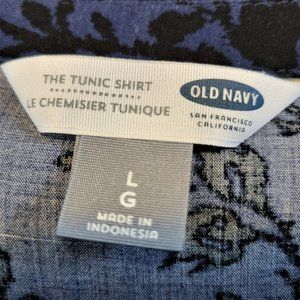 THE TUNIC SHIRT
LE CHEMISIER TUNIQUE
OLD NAVY
SAN FRANCISCO
CALIFORNIA
L
G
MADE IN
INDONESIA